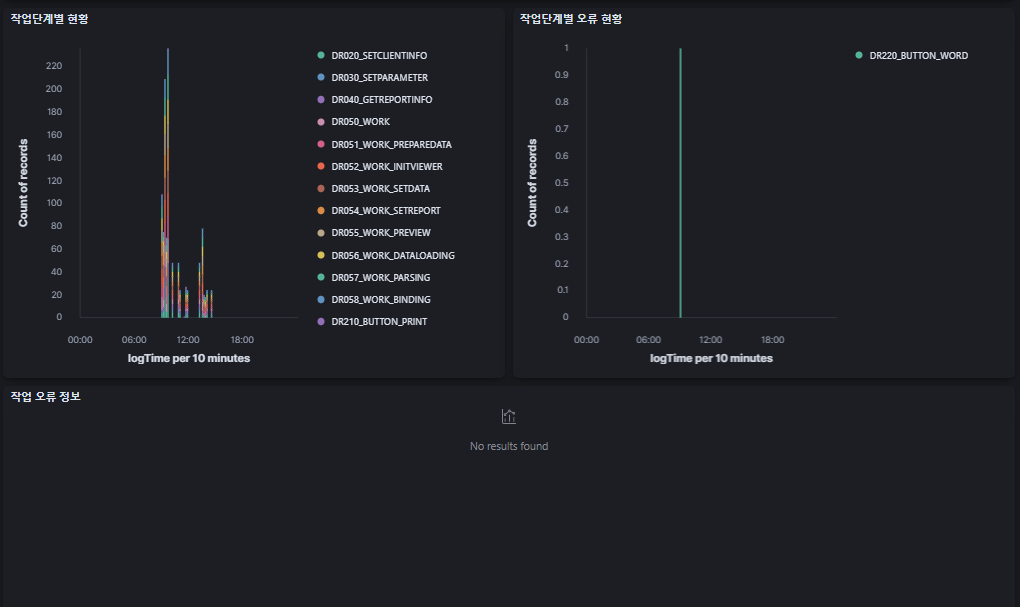 작업단계별 현황
220
200
180
160
140
120
100
80
60
40
20
0
Count of records
00:00 06:00 12:00 18:00
logTime per 10 minutes
DR020_SETCLIENTINFO
DR030_SETPARAMETER
DR040_GETREPORTINFO
DR050_WORK
DR051_WORK_PREPAREDATA
DR052_WORK_INITVIEWER
DR053_WORK_SETDATA
DR054_WORK_SETREPORT
DR055_WORK_PREVIEW
DR056_WORK_DATALOADING
DR057_WORK_PARSING
DR058_WORK_BINDING
DR210_BUTTON_PRINT
작업단계별 오류 현황
1
0.9
0.8
0.7
0.6
0.5
0.4
0.3
0.2
0.1
0
Count of records
00:00 06:00 12:00 18:00
logTime per 10 minutes
DR220_BUTTON_WORD
작업 오류 정보
No results found